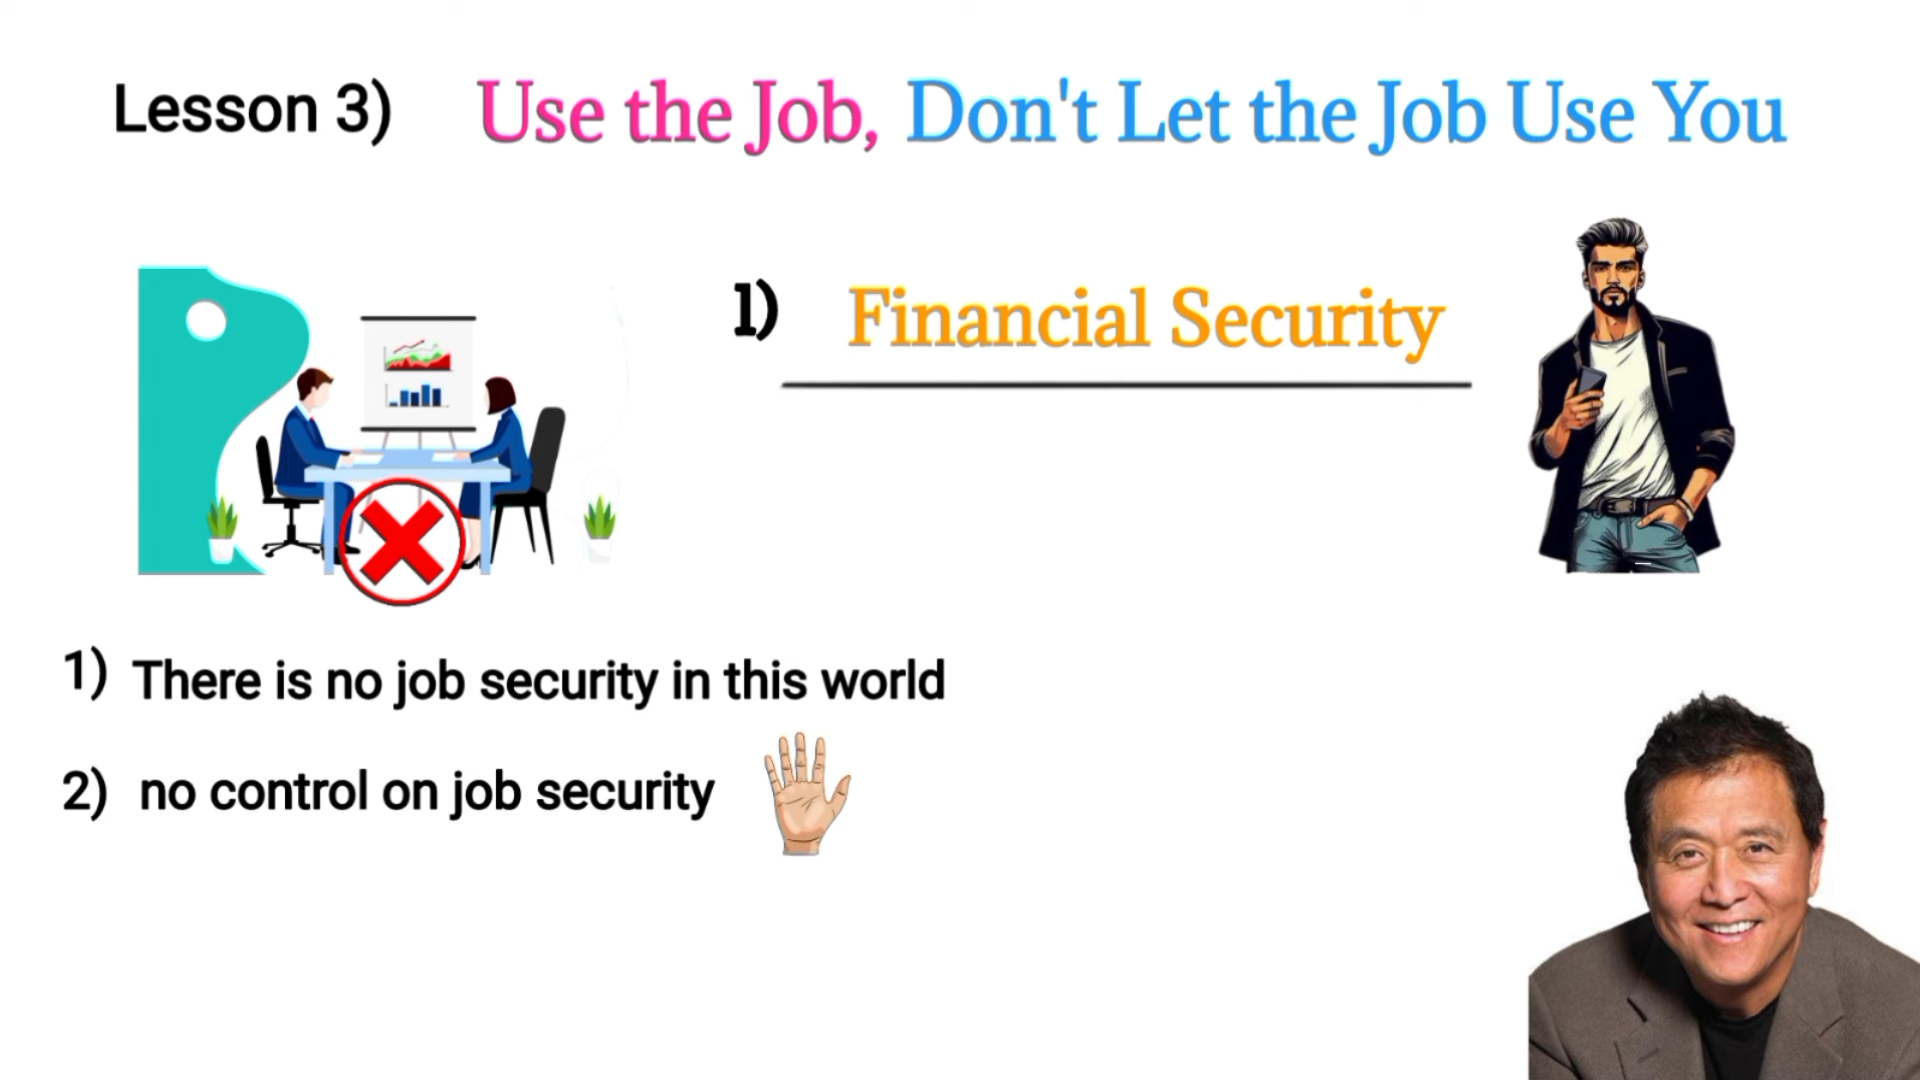 Lesson 3) Use the Job, Don't Let the Job Use You
1) Financial Security
1) There is no job security in this world
2) no control on job security